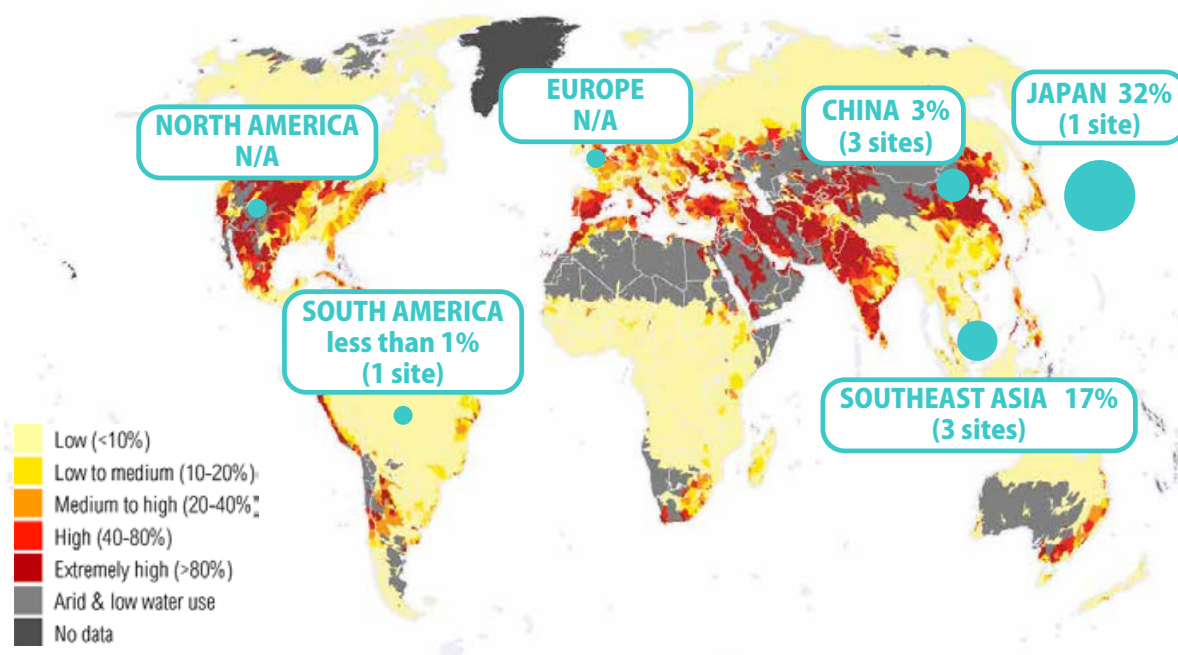 NORTH AMERICA
N/A
EUROPE
N/A
CHINA 3%
(3 sites)
JAPAN 32%
(1 site)
SOUTH AMERICA
less than 1%
(1 site)
SOUTHEAST ASIA 17%
(3 sites)
Low (<10%)
Low to medium (10-20%)
Medium to high (20-40%)
High (40-80%)
Extremely high (>80%)
Arid & low water use
No data